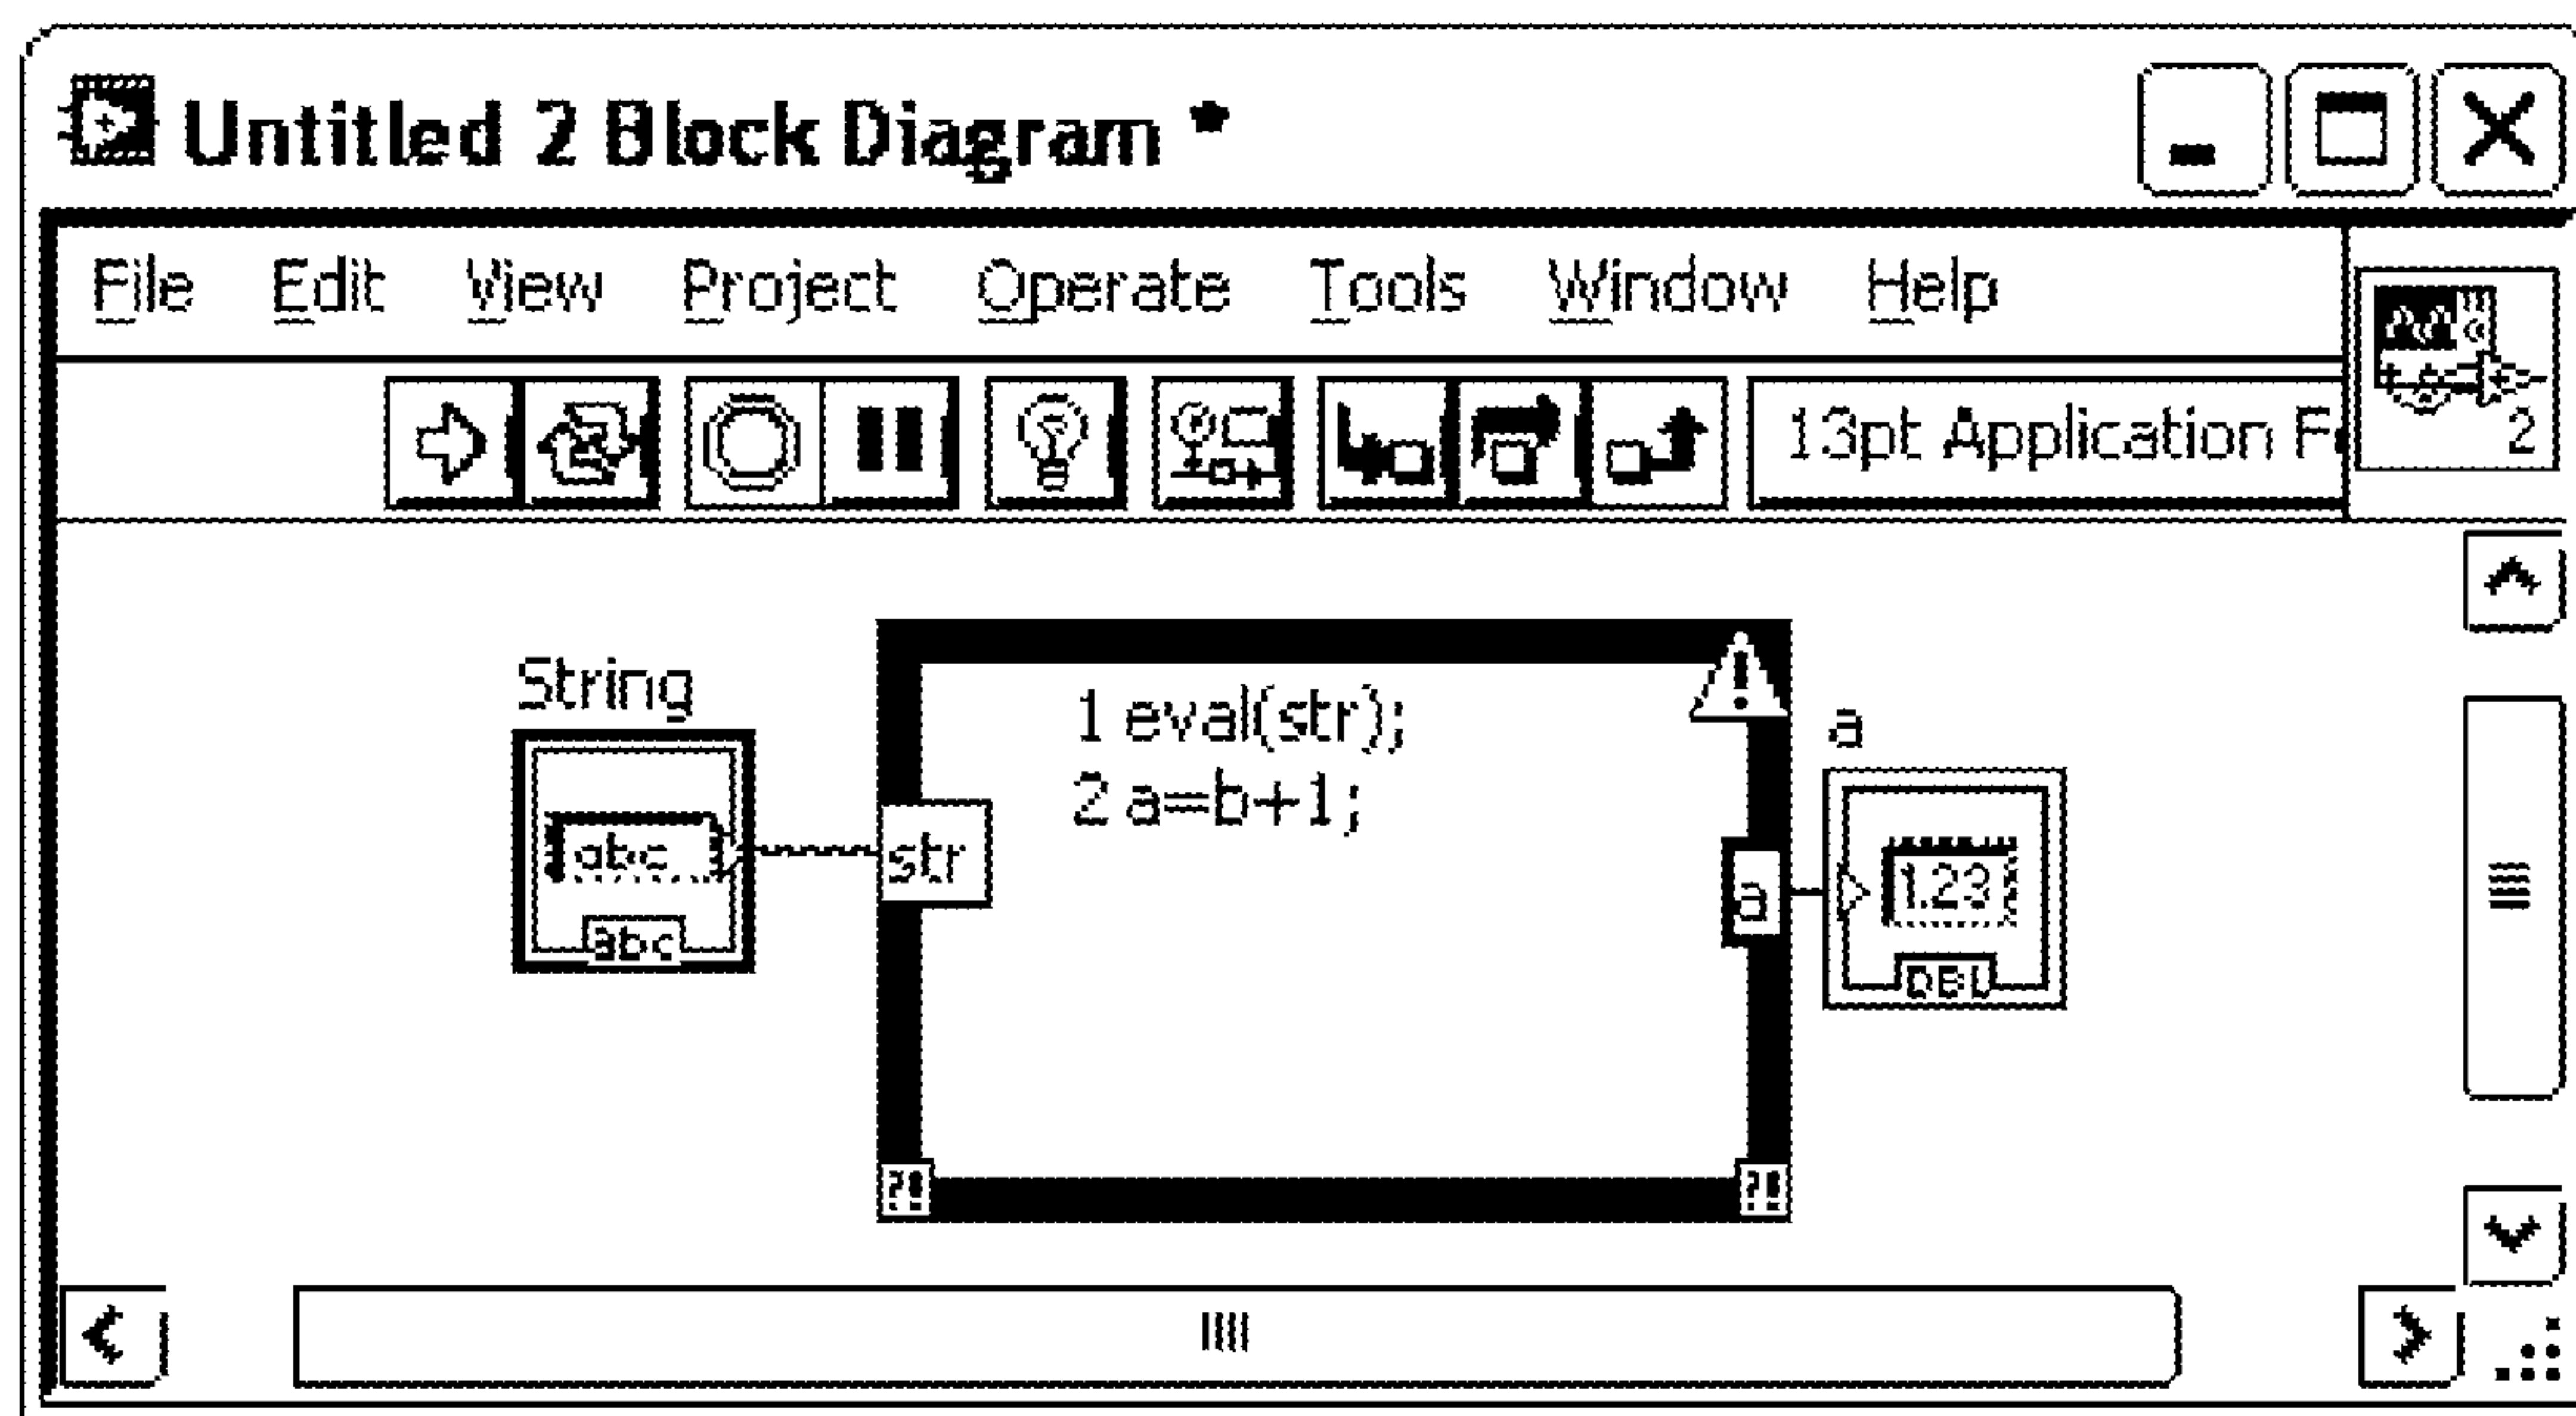 Untitled 2 Block Diagram *
File Edit View Project Operate Tools Window Help
13pt Application F
2
String
1 eval(str);
2 a=b+1;
a
abc
str
a
1.23
abc
DBL
?!
?!